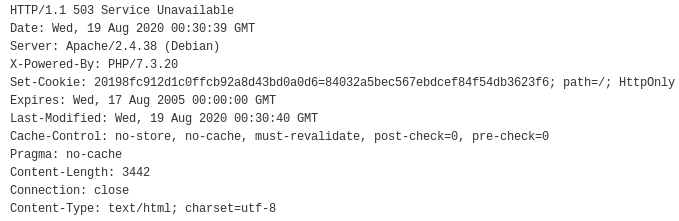 HTTP/1.1 503 Service Unavailable
Date: Wed, 19 Aug 2020 00:30:39 GMT
Server: Apache/2.4.38 (Debian)
X-Powered-By: PHP/7.3.20
Set-Cookie: 20198fc912d1c0ffcb92a8d43bd0a0d6=84032a5bec567ebdcef84f54db3623f6; path=/; HttpOnly
Expires: Wed, 17 Aug 2005 00:00:00 GMT
Last-Modified: Wed, 19 Aug 2020 00:30:40 GMT
Cache-Control: no-store, no-cache, must-revalidate, post-check=0, pre-check=0
Pragma: no-cache
Content-Length: 3442
Connection: close
Content-Type: text/html; charset=utf-8